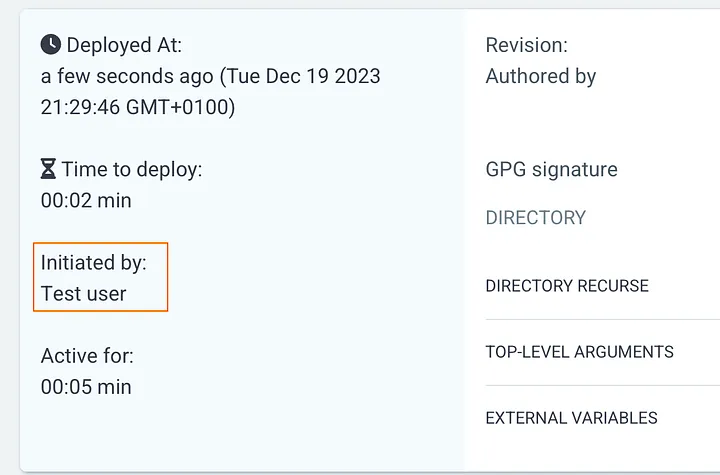 Deployed At:
a few seconds ago (Tue Dec 19 2023
21:29:46 GMT+0100)
Time to deploy:
00:02 min
Initiated by:
Test user
Active for:
00:05 min
Revision:
Authored by
GPG signature
DIRECTORY
DIRECTORY RECURSE
TOP-LEVEL ARGUMENTS
EXTERNAL VARIABLES